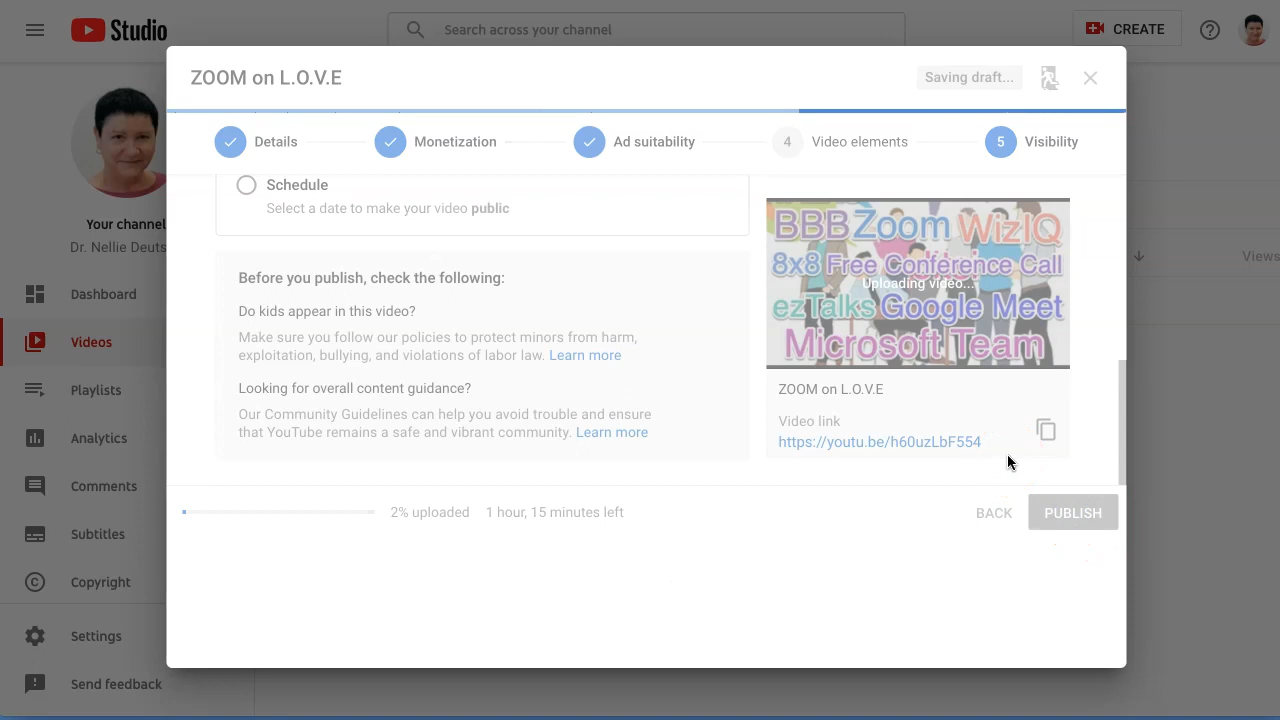 Studio
Search across your channel
CREATE
ZOOM on L.O.V.E
Saving draft...
Details
Monetization
Ad suitability
4
Video elements
5
Visibility
Schedule
Select a date to make your video public
Before you publish, check the following:
Do kids appear in this video?
Make sure you follow our policies to protect minors from harm,
exploitation, bullying, and violations of labor law. Learn more
Looking for overall content guidance?
Our Community Guidelines can help you avoid trouble and ensure
that YouTube remains a safe and vibrant community. Learn more
BBB Zoom WizIQ
8x8 Free Conference Call
Uploading video...
ezTalks Google Meet
Microsoft Team
ZOOM on L.O.V.E
Video link
https://youtu.be/h60uzLbF554
2% uploaded
1 hour, 15 minutes left
BACK
PUBLISH
Your channel
Dr. Nellie Deuts
Dashboard
Videos
Playlists
Analytics
Comments
Subtitles
Copyright
Settings
Send feedback
Views